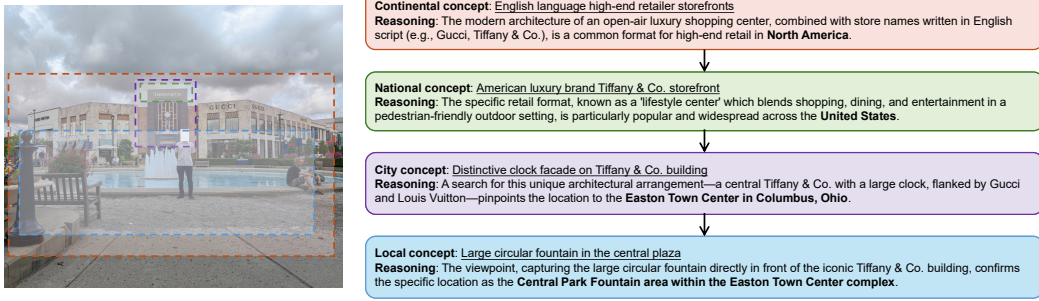 TIFFANY & CO.
GUCCI
GUCCI
Continental concept: English language high-end retailer storefronts
Reasoning: The modern architecture of an open-air luxury shopping center, combined with store names written in English
script (e.g., Gucci, Tiffany & Co.), is a common format for high-end retail in North America.
National concept: American luxury brand Tiffany & Co. storefront
Reasoning: The specific retail format, known as a 'lifestyle center' which blends shopping, dining, and entertainment in a
pedestrian-friendly outdoor setting, is particularly popular and widespread across the United States.
City concept: Distinctive clock facade on Tiffany & Co. building
Reasoning: A search for this unique architectural arrangement—a central Tiffany & Co. with a large clock, flanked by Gucci
and Louis Vuitton—pinpoints the location to the Easton Town Center in Columbus, Ohio.
Local concept: Large circular fountain in the central plaza
Reasoning: The viewpoint, capturing the large circular fountain directly in front of the iconic Tiffany & Co. building, confirms
the specific location as the Central Park Fountain area within the Easton Town Center complex.